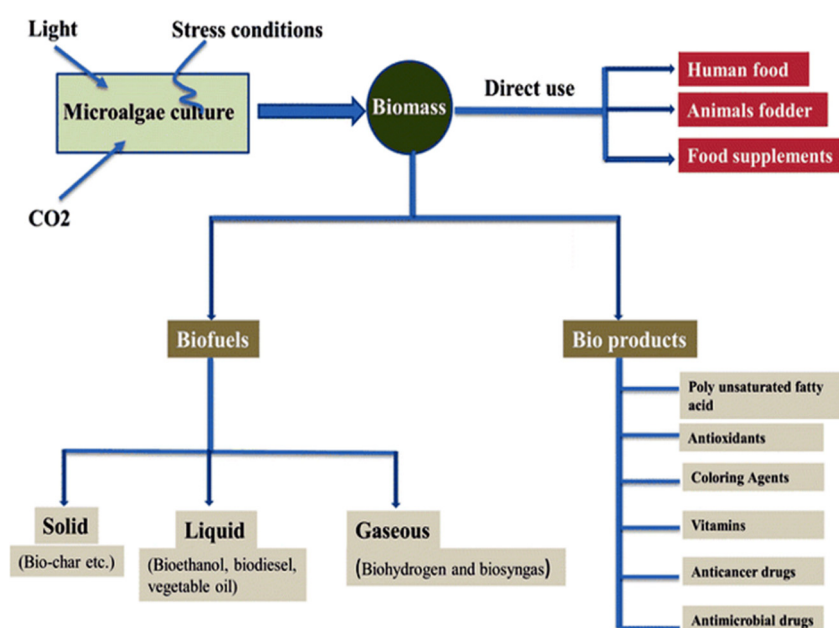 Light
Stress conditions
Microalgae culture
CO2
Biomass
Direct use
Human food
Animals fodder
Food supplements
Biofuels
Bio products
Solid
(Bio-char etc.)
Liquid
(Bioethanol, biodiesel,
vegetable oil)
Gaseous
(Biohydrogen and biosyngas)
Poly unsaturated fatty
acid
Antioxidants
Coloring Agents
Vitamins
Anticancer drugs
Antimicrobial drugs